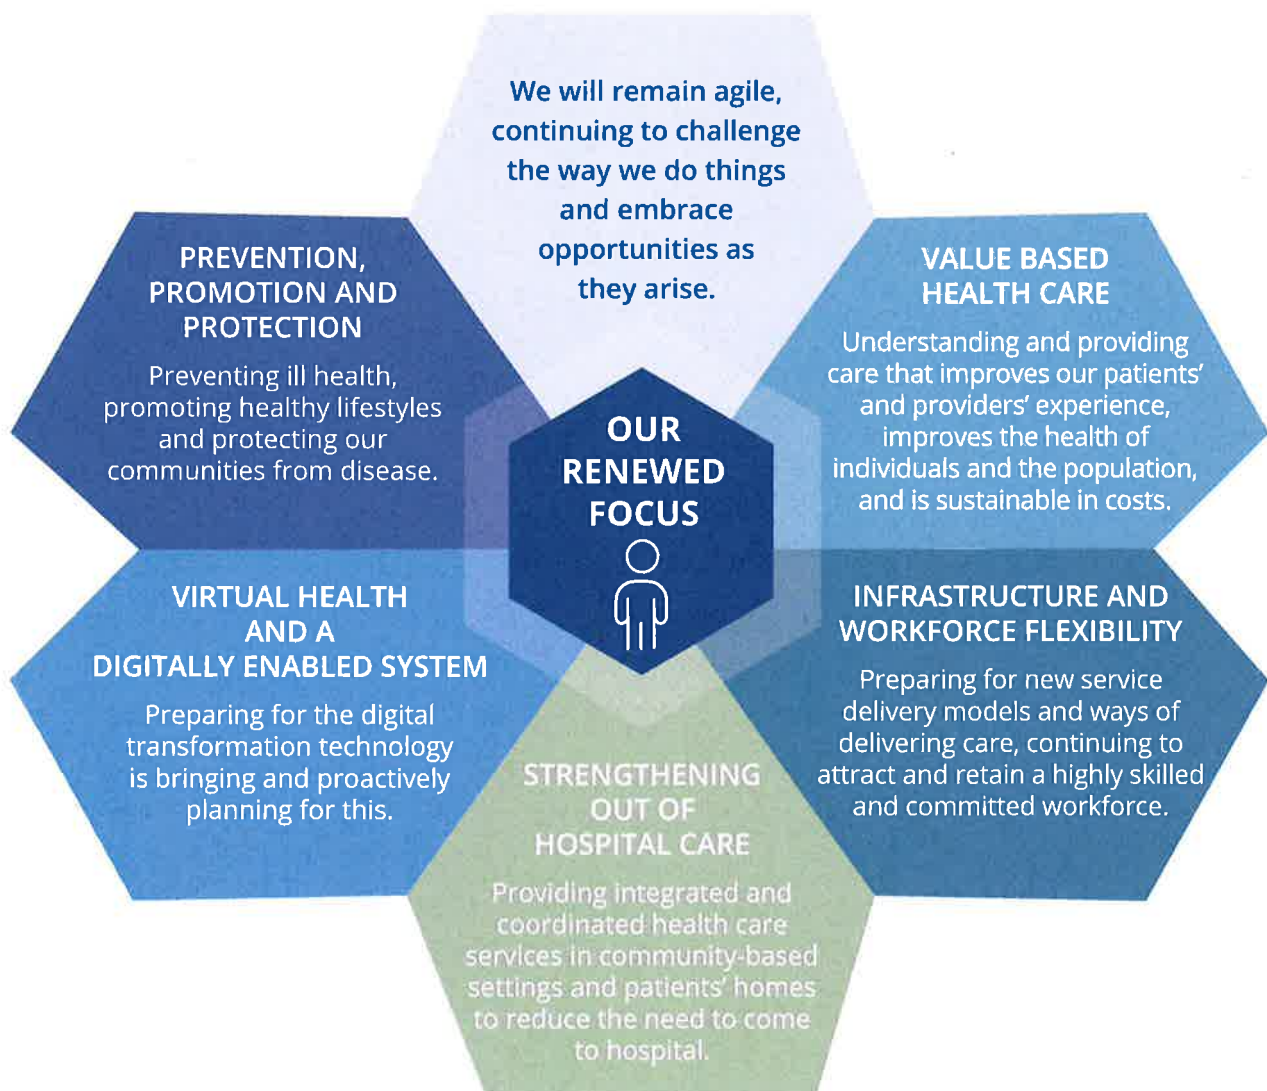 We will remain agile,
continuing to challenge
the way we do things
and embrace
opportunities as
they arise.
PREVENTION,
PROMOTION AND
PROTECTION
Preventing ill health,
promoting healthy lifestyles
and protecting our
communities from disease.
VALUE BASED
HEALTH CARE
Understanding and providing
care that improves our patients’
and providers’ experience,
improves the health of
individuals and the population,
and is sustainable in costs.
OUR
RENEWED
FOCUS
VIRTUAL HEALTH
AND A
DIGITALLY ENABLED SYSTEM
Preparing for the digital
transformation technology
is bringing and proactively
planning for this.
INFRASTRUCTURE AND
WORKFORCE FLEXIBILITY
Preparing for new service
delivery models and ways of
delivering care, continuing to
attract and retain a highly skilled
and committed workforce.
STRENGTHENING
OUT OF
HOSPITAL CARE
Providing integrated and
coordinated health care
services in community-based
settings and patients’ homes
to reduce the need to come
to hospital.